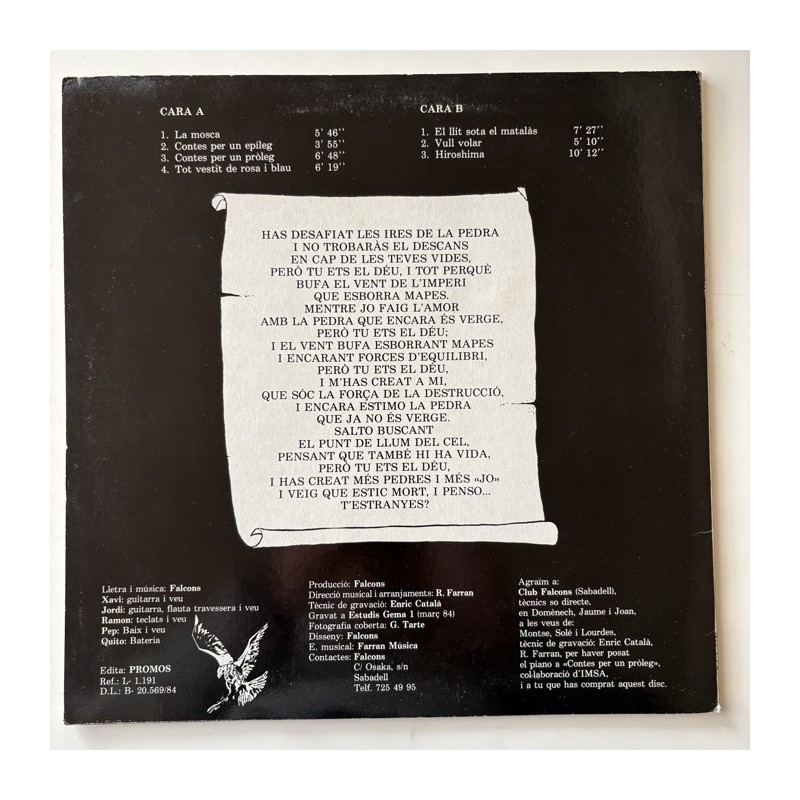 CARA A
1. La mosca 5' 46''
2. Contes per un epíleg 3' 55''
3. Contes per un pròleg 6' 48''
4. Tot vestit de rosa i blau 6' 19''
CARA B
1. El llit sota el matalàs 7' 27''
2. Vull volar 5' 10''
3. Hiroshima 10' 12''
HAS DESAFIAT LES IRES DE LA PEDRA
I NO TROBARÀS EL DESCANS
EN CAP DE LES TEVES VIDES,
PERÒ TU ETS EL DÉU, I TOT PERQUÈ
BUFA EL VENT DE L'IMPERI
QUE ESBORRA MAPES.
MENTRE JO FAIG L'AMOR
AMB LA PEDRA QUE ENCARA ÉS VERGE,
PERÒ TU ETS EL DÉU;
I EL VENT BUFA ESBORRANT MAPES
I ENCARANT FORCES D'EQUILIBRI,
PERÒ TU ETS EL DÉU,
I M'HAS CREAT A MI,
QUE SÓC LA FORÇA DE LA DESTRUCCIÓ,
I ENCARA ESTIMO LA PEDRA
QUE JA NO ÉS VERGE.
SALTO BUSCANT
EL PUNT DE LLUM DEL CEL,
PENSANT QUE TAMBÉ HI HA VIDA,
PERÒ TU ETS EL DÉU,
I HAS CREAT MÉS PEDRES I MÉS «JO»
I VEIG QUE ESTIC MORT, I PENSO...
T'ESTRANYES?
Lletra i música: Falcons
Xavi: guitarra i veu
Jordi: guitarra, flauta travessera i veu
Ramon: teclats i veu
Pep: Baix i veu
Quito: Bateria
Edita: PROMOS
Ref.: L- 1.191
D.L.: B- 20.569/84
Producció: Falcons
Direcció musical i arranjaments: R. Farran
Tècnic de gravació: Enric Català
Gravat a Estudis Gema 1 (març 84)
Fotografia coberta: G. Tarte
Disseny: Falcons
E. musical: Farran Música
Contactes: Falcons
C/ Osaka, s/n
Sabadell
Telf. 725 49 95
Agraïm a:
Club Falcons (Sabadell),
tècnics so directe,
en Domènech, Jaume i Joan,
a les veus de:
Montse, Solé i Lourdes,
tècnic de gravació: Enric Català,
R. Farran, per haver posat
el piano a «Contes per un pròleg»,
col·laboració d'IMSA,
i a tu que has comprat aquest disc.